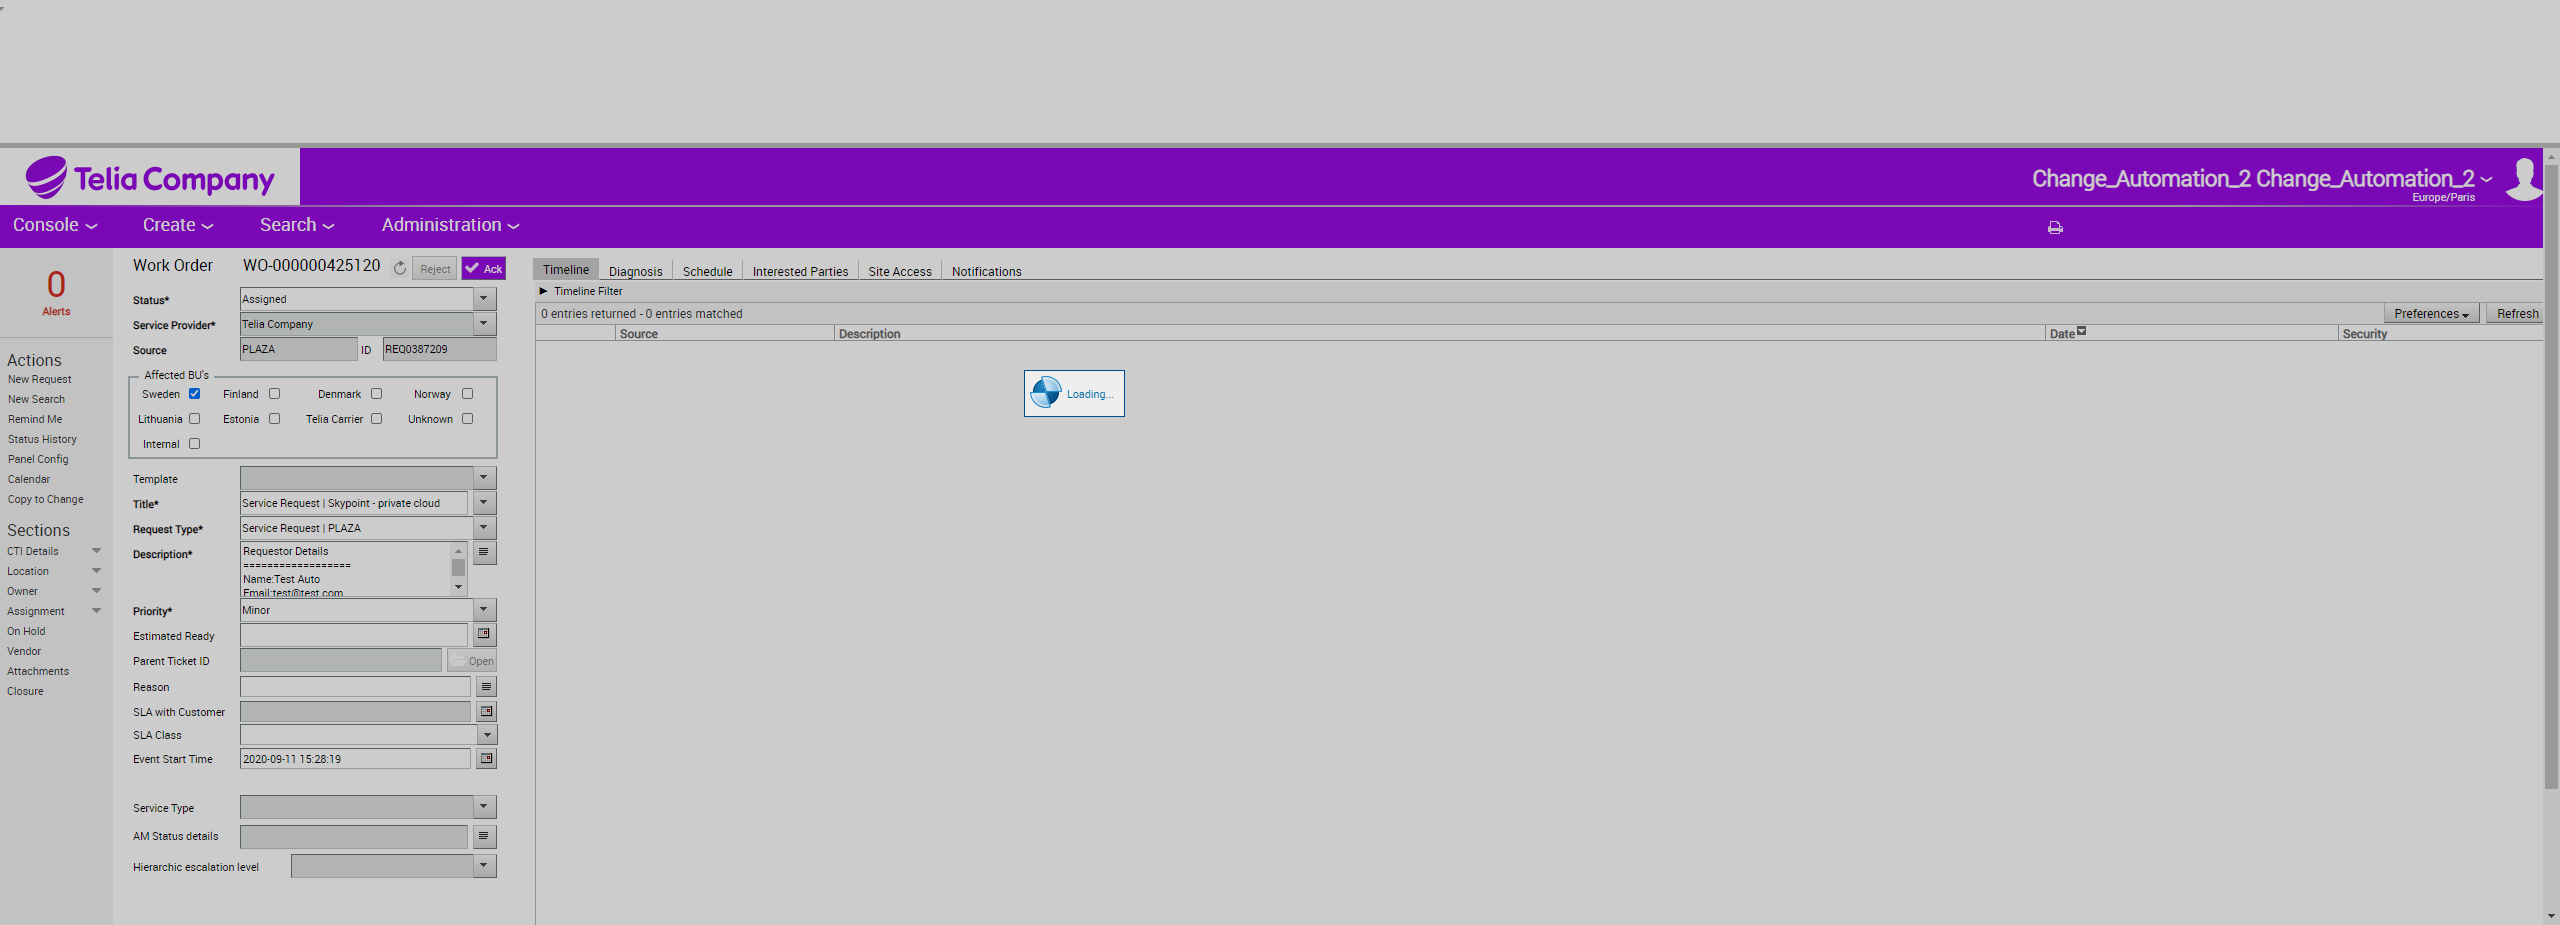 Telia Company
Change_Automation_2 Change_Automation_2
Europe/Paris
Console
Create
Search
Administration
0
Alerts
Actions
New Request
New Search
Remind Me
Status History
Panel Config
Calendar
Copy to Change
Sections
CTI Details
Location
Owner
Assignment
On Hold
Vendor
Attachments
Closure
Work Order WO-000000425120 Reject Ack
Status* Assigned
Service Provider* Telia Company
Source PLAZA ID REQ0387209
Affected BU's
Sweden Finland Denmark Norway
Lithuania Estonia Telia Carrier Unknown
Internal
Template
Title* Service Request | Skypoint - private cloud
Request Type* Service Request | PLAZA
Description* Requestor Details
==================
Name:Test Auto
Email:test@test.com
Priority* Minor
Estimated Ready
Parent Ticket ID Open
Reason
SLA with Customer
SLA Class
Event Start Time 2020-09-11 15:28:19
Service Type
AM Status details
Hierarchic escalation level
Timeline Diagnosis Schedule Interested Parties Site Access Notifications
Timeline Filter
0 entries returned - 0 entries matched Preferences Refresh
Source Description Date Security
Loading...